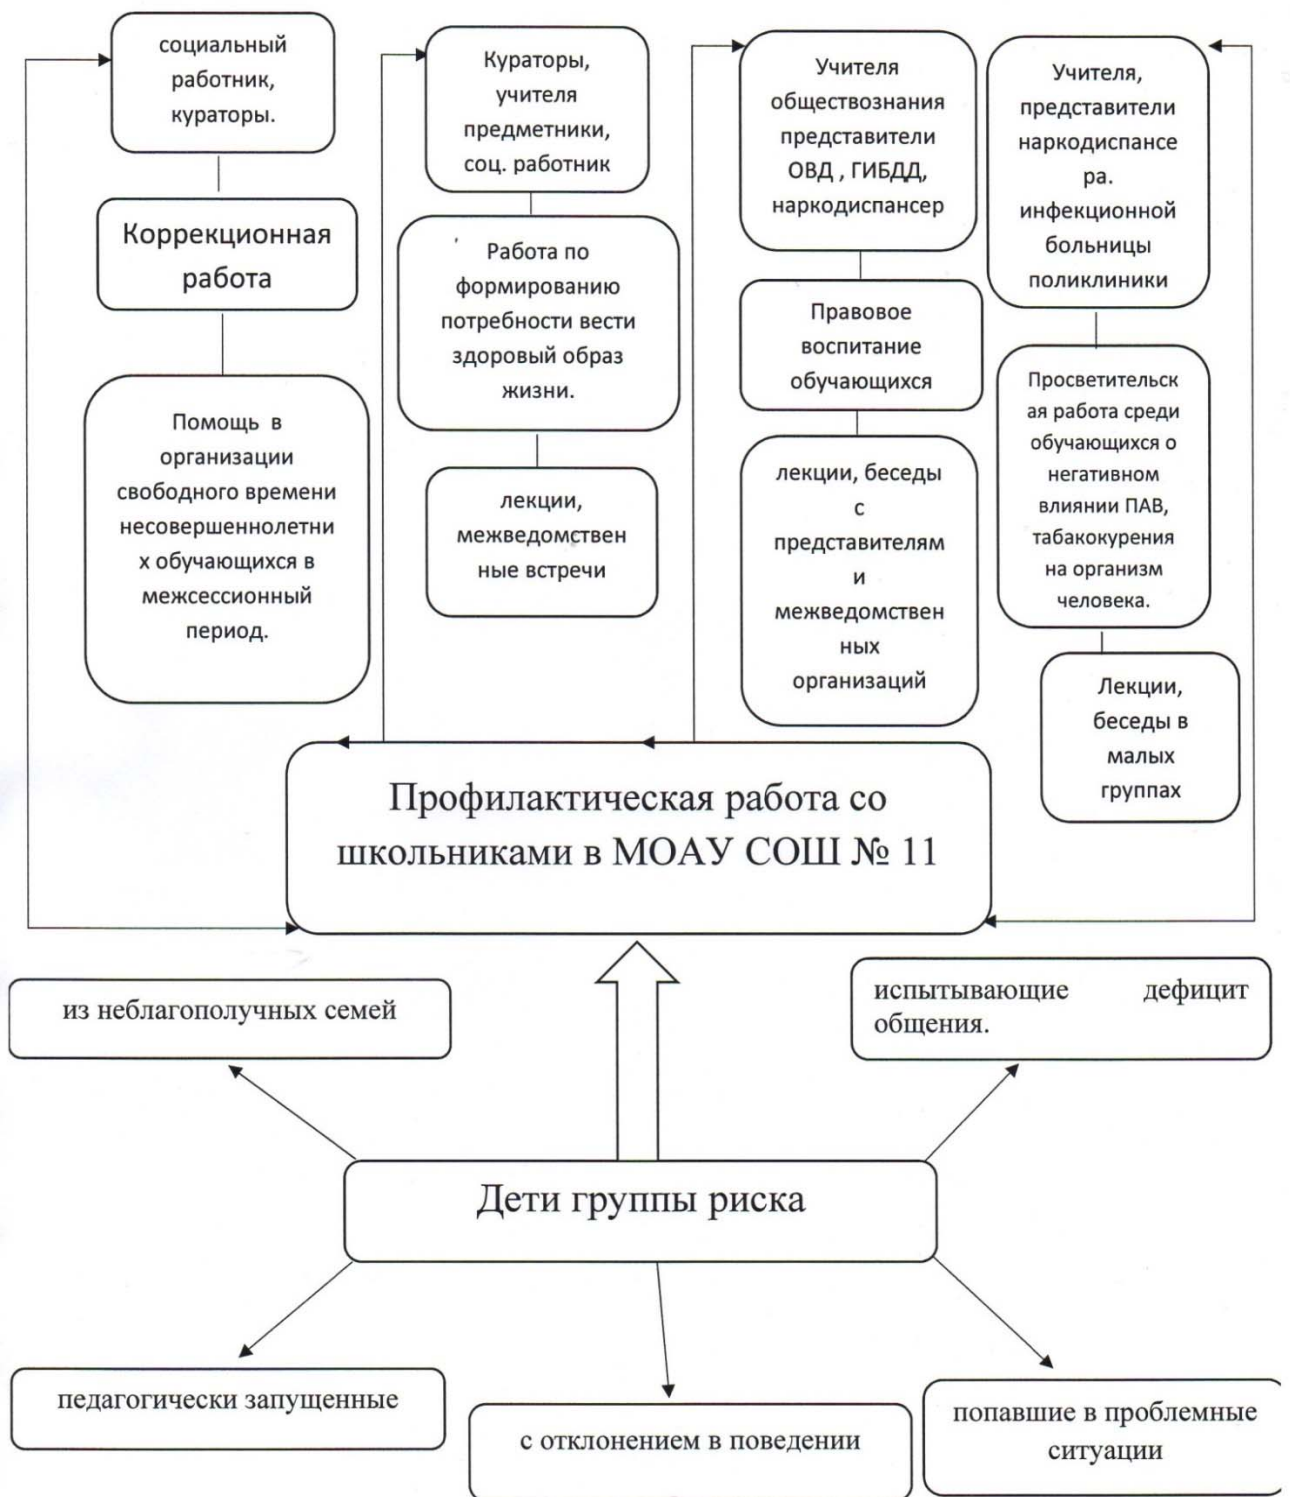 социальный
работник,
кураторы.
Коррекционная
работа
Помощь в
организации
свободного времени
несовершеннолетни
х обучающихся в
межсессионный
период.
Кураторы,
учителя
предметники,
соц. работник
Работа по
формированию
потребности вести
здоровый образ
жизни.
лекции,
межведомствен
ные встречи
Учителя
обществознания
представители
ОВД , ГИБДД,
наркодиспансер
Правовое
воспитание
обучающихся
лекции, беседы
с
представителям
и
межведомствен
ных
организаций
Учителя,
представители
наркодиспансе
ра.
инфекционной
больницы
поликлиники
Просветительск
ая работа среди
обучающихся о
негативном
влиянии ПАВ,
табакокурения
на организм
человека.
Лекции,
беседы в
малых
группах
Профилактическая работа со
школьниками в МОАУ СОШ № 11
из неблагополучных семей
испытывающие дефицит
общения.
Дети группы риска
педагогически запущенные
с отклонением в поведении
попавшие в проблемные
ситуации